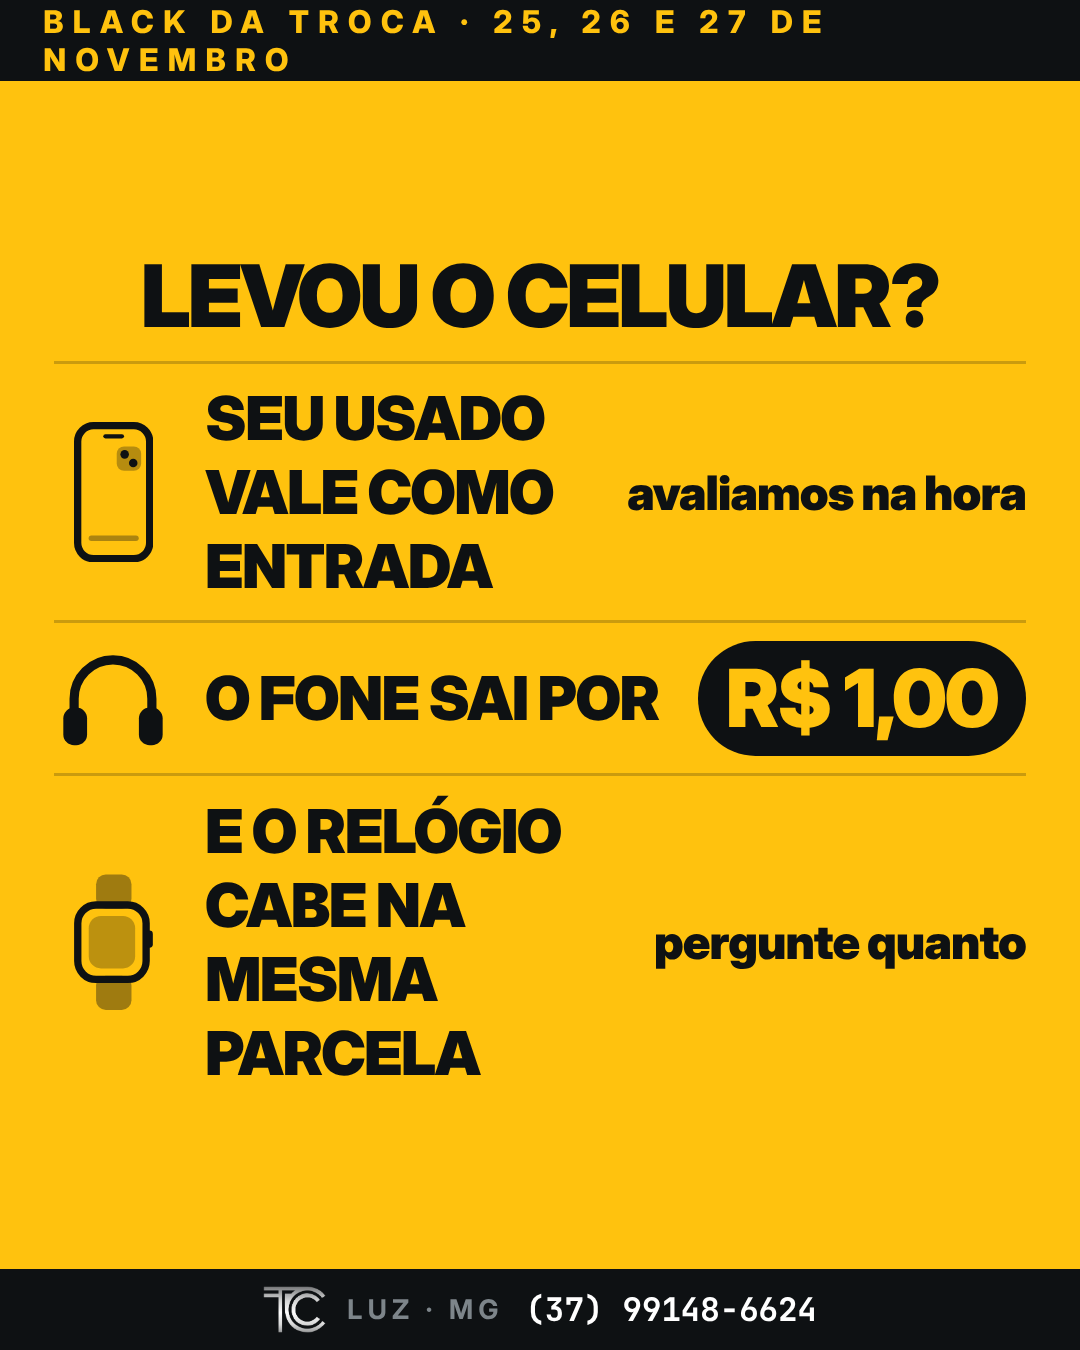 BLACK DA TROCA · 25, 26 E 27 DE
NOVEMBRO
LEVOU O CELULAR?
SEU USADO
VALE COMO
ENTRADA
avaliamos na hora
O FONE SAI POR
R$ 1,00
E O RELÓGIO
CABE NA
MESMA
PARCELA
pergunte quanto
TC LUZ · MG (37) 99148-6624